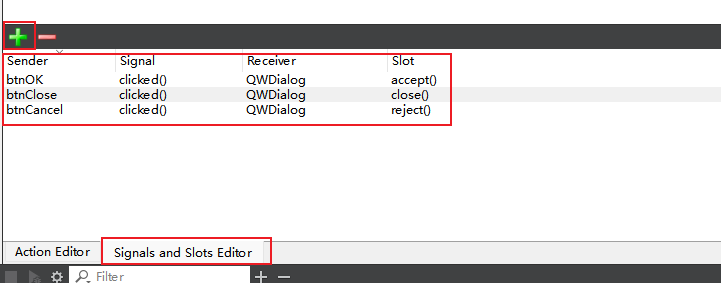 Sender Signal Receiver Slot
btnOK clicked() QWDialog accept()
btnClose clicked() QWDialog close()
btnCancel clicked() QWDialog reject()
Action Editor Signals and Slots Editor
Filter